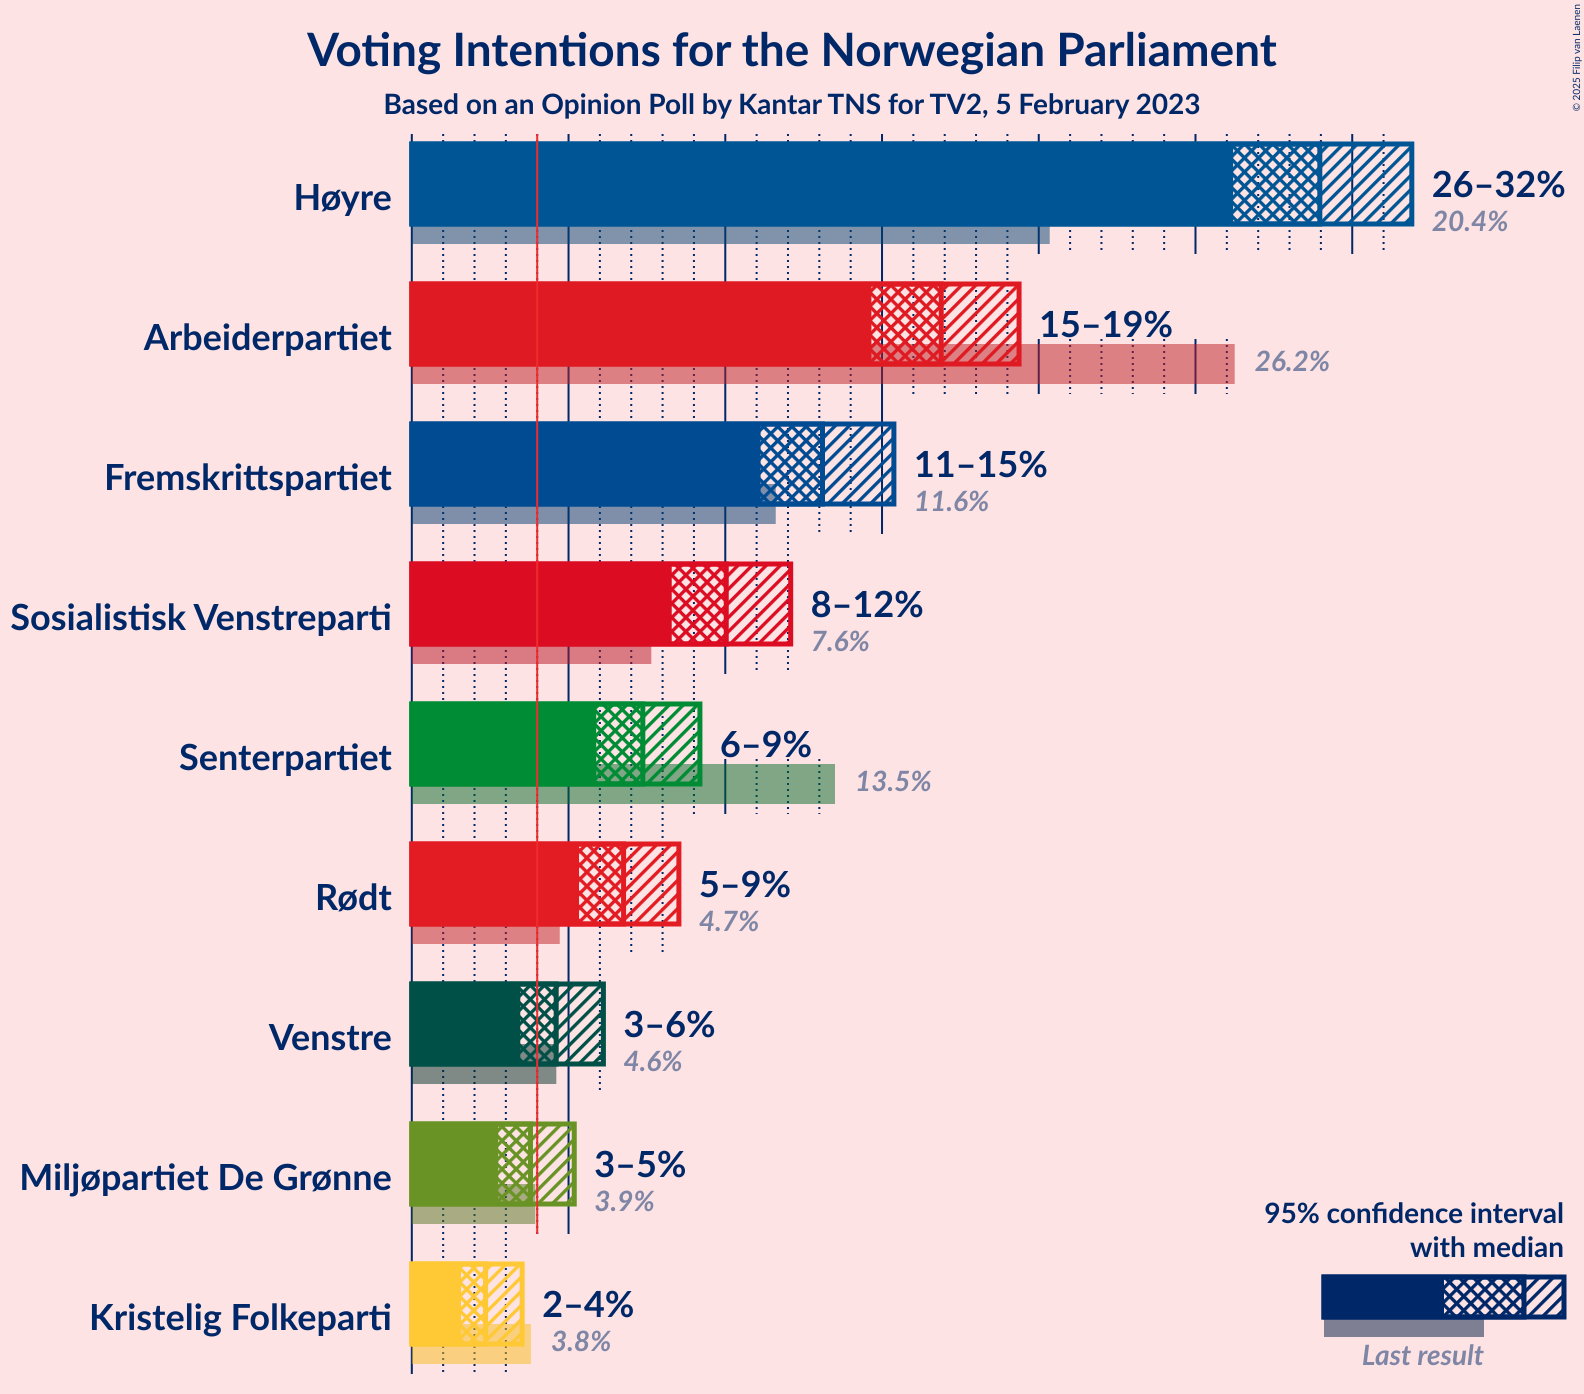 Voting Intentions for the Norwegian Parliament
Based on an Opinion Poll by Kantar TNS for TV2, 5 February 2023
© 2025 Filip van Laenen
Høyre
26–32%
20.4%
Arbeiderpartiet
15–19%
26.2%
Fremskrittspartiet
11–15%
11.6%
Sosialistisk Venstreparti
8–12%
7.6%
Senterpartiet
6–9%
13.5%
Rødt
5–9%
4.7%
Venstre
3–6%
4.6%
Miljøpartiet De Grønne
3–5%
3.9%
Kristelig Folkeparti
2–4%
3.8%
95% confidence interval
with median
Last result